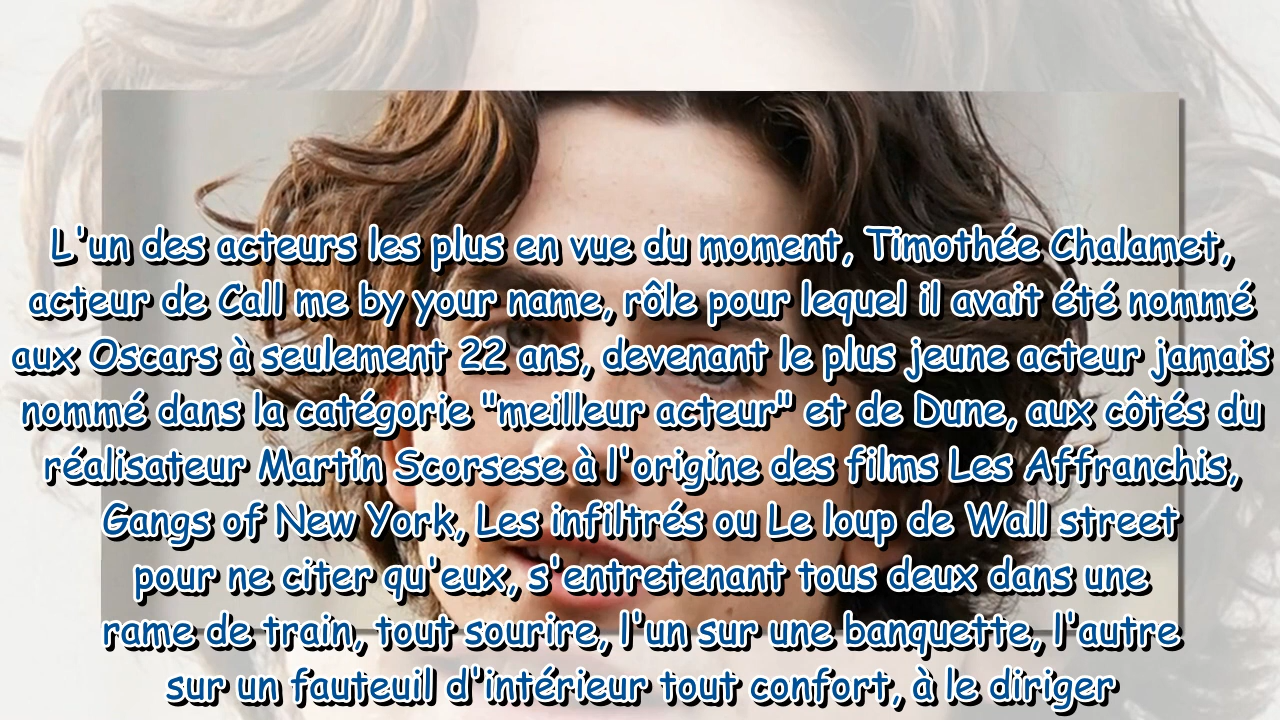 L'un des acteurs les plus en vue du moment, Timothée Chalamet,
acteur de Call me by your name, rôle pour lequel il avait été nommé
aux Oscars à seulement 22 ans, devenant le plus jeune acteur jamais
nommé dans la catégorie "meilleur acteur" et de Dune, aux côtés du
réalisateur Martin Scorsese à l'origine des films Les Affranchis,
Gangs of New York, Les infiltrés ou Le loup de Wall street
pour ne citer qu'eux, s'entretenant tous deux dans une
rame de train, tout sourire, l'un sur une banquette, l'autre
sur un fauteuil d'intérieur tout confort, à le diriger